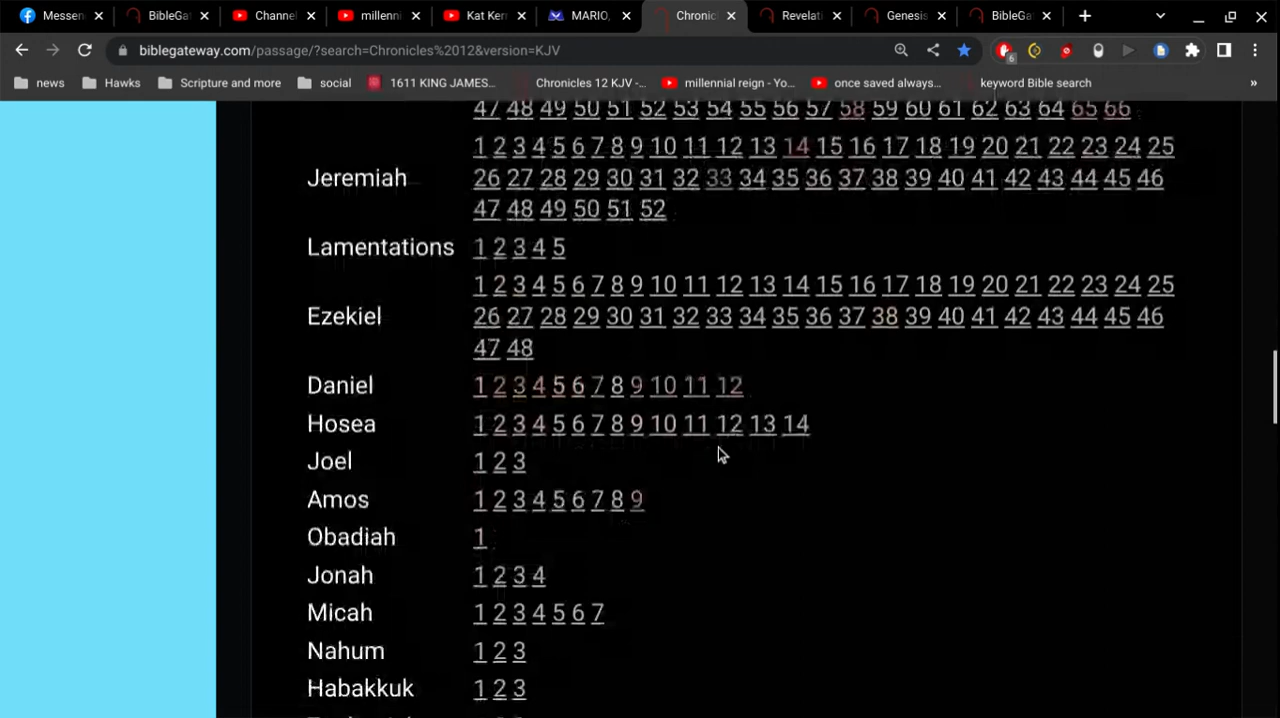 Messen
BibleGat
Channel
millenni
Kat Kerr
MARIO,
Chronic
Revelati
Genesis
BibleGa
biblegateway.com/passage/?search=Chronicles%2012&version=KJV
6
news
Hawks
Scripture and more
social
1611 KING JAMES...
Chronicles 12 KJV -...
millennial reign - Yo...
once saved always...
keyword Bible search
»
47 48 49 50 51 52 53 54 55 56 57 58 59 60 61 62 63 64 65 66
1 2 3 4 5 6 7 8 9 10 11 12 13 14 15 16 17 18 19 20 21 22 23 24 25
Jeremiah 26 27 28 29 30 31 32 33 34 35 36 37 38 39 40 41 42 43 44 45 46
47 48 49 50 51 52
Lamentations 1 2 3 4 5
1 2 3 4 5 6 7 8 9 10 11 12 13 14 15 16 17 18 19 20 21 22 23 24 25
Ezekiel 26 27 28 29 30 31 32 33 34 35 36 37 38 39 40 41 42 43 44 45 46
47 48
Daniel 1 2 3 4 5 6 7 8 9 10 11 12
Hosea 1 2 3 4 5 6 7 8 9 10 11 12 13 14
Joel 1 2 3
Amos 1 2 3 4 5 6 7 8 9
Obadiah 1
Jonah 1 2 3 4
Micah 1 2 3 4 5 6 7
Nahum 1 2 3
Habakkuk 1 2 3